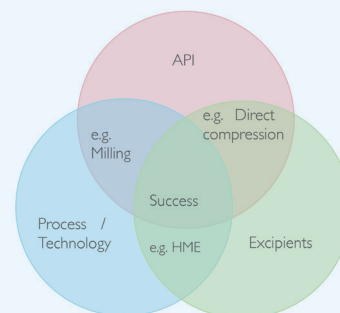 API
e.g. Direct
compression
e.g.
Milling
Success
Process /
Technology
e.g. HME
Excipients